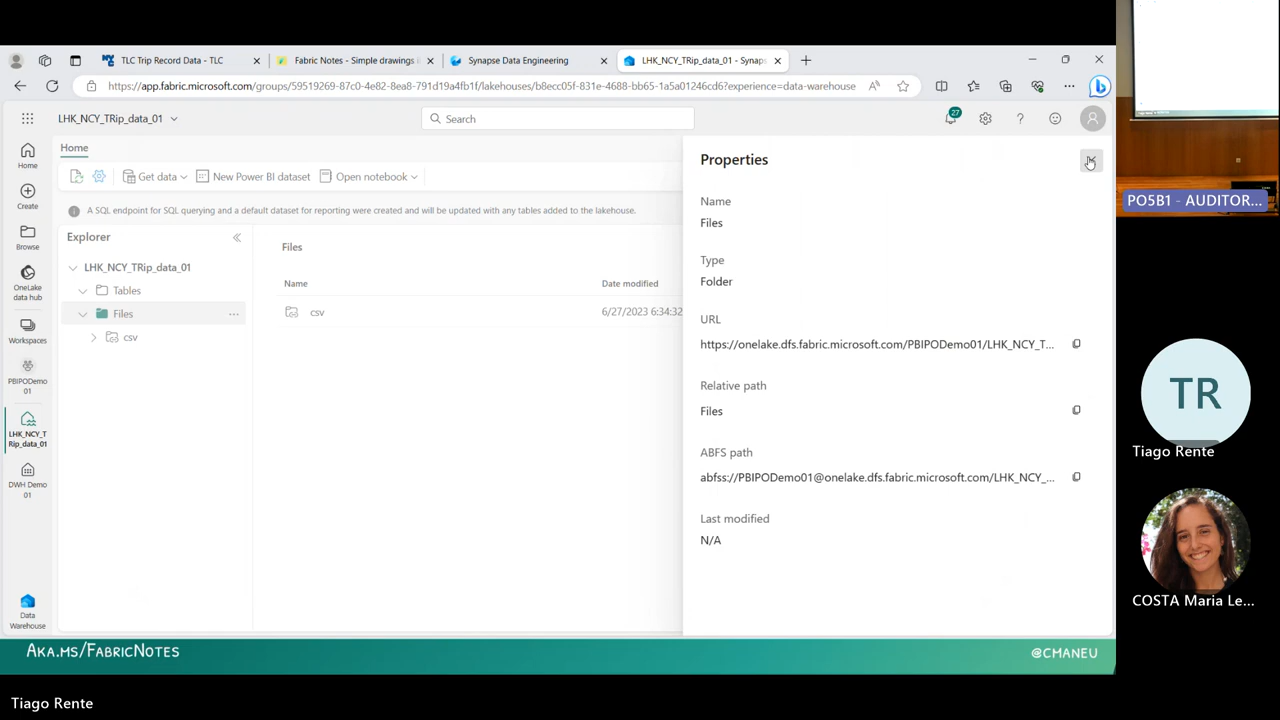 TLC Trip Record Data - TLC
Fabric Notes - Simple drawings i
Synapse Data Engineering
LHK_NCY_TRip_data_01 - Synaps
https://app.fabric.microsoft.com/groups/59519269-87c0-4e82-8ea8-791d19a4fb1f/lakehouses/b8ecc05f-831e-4688-bb65-1a5a01246cd6?experience=data-warehouse
LHK_NCY_TRip_data_01
Search
27
Home
Get data
New Power BI dataset
Open notebook
A SQL endpoint for SQL querying and a default dataset for reporting were created and will be updated with any tables added to the lakehouse.
Home
Create
Browse
OneLake
data hub
Workspaces
PBIPODemo
01
LHK_NCY_T
Rip_data_01
DWH Demo
01
Data
Warehouse
Explorer
LHK_NCY_TRip_data_01
Tables
Files
...
csv
Files
Name
Date modified
csv
6/27/2023 6:34:32
Properties
Name
Files
Type
Folder
URL
https://onelake.dfs.fabric.microsoft.com/PBIPODemo01/LHK_NCY_T...
Relative path
Files
ABFS path
abfss://PBIPODemo01@onelake.dfs.fabric.microsoft.com/LHK_NCY_...
Last modified
N/A
AKA.MS/FABRICNOTES
@CMANEU
PO5B1 - AUDITOR...
TR
Tiago Rente
COSTA Maria Le...
Tiago Rente